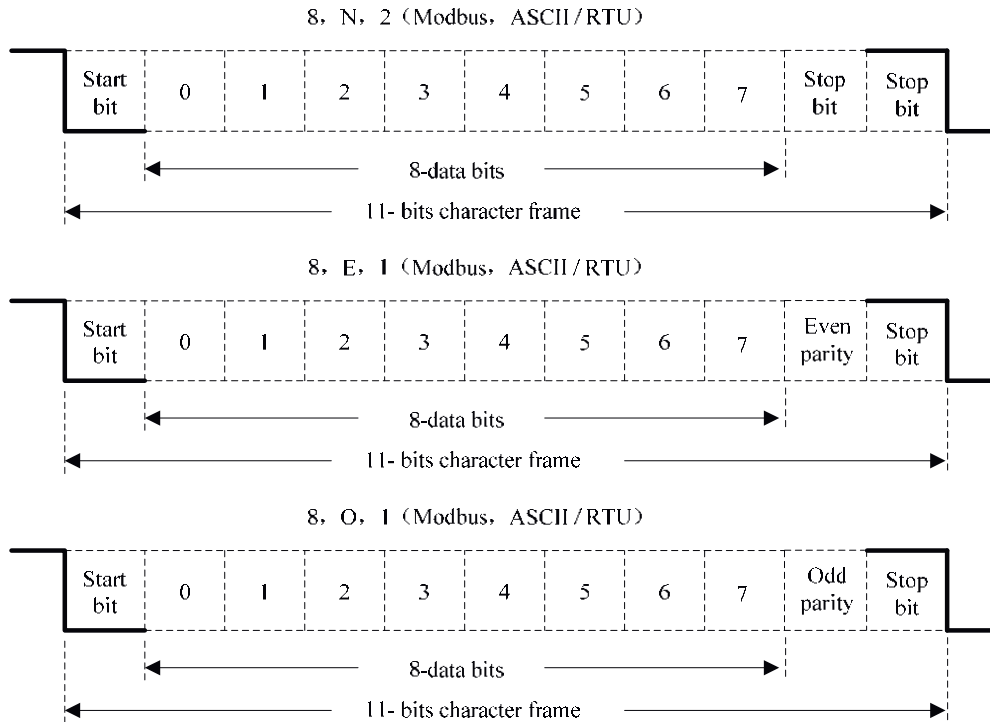 8, N, 2 (Modbus, ASCII/RTU)
Start bit 0 1 2 3 4 5 6 7 Stop bit Stop bit
8-data bits
11- bits character frame
8, E, 1 (Modbus, ASCII/RTU)
Start bit 0 1 2 3 4 5 6 7 Even parity Stop bit
8-data bits
11- bits character frame
8, O, 1 (Modbus, ASCII/RTU)
Start bit 0 1 2 3 4 5 6 7 Odd parity Stop bit
8-data bits
11- bits character frame